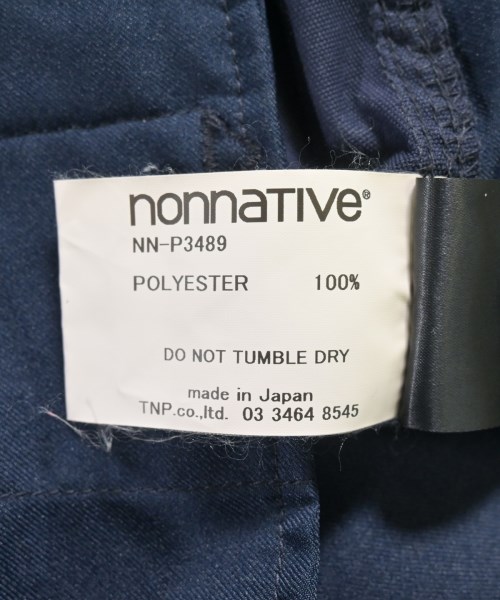 nonnative®
NN-P3489
POLYESTER 100%
DO NOT TUMBLE DRY
made in Japan
TNP.co.,ltd. 03 3464 8545